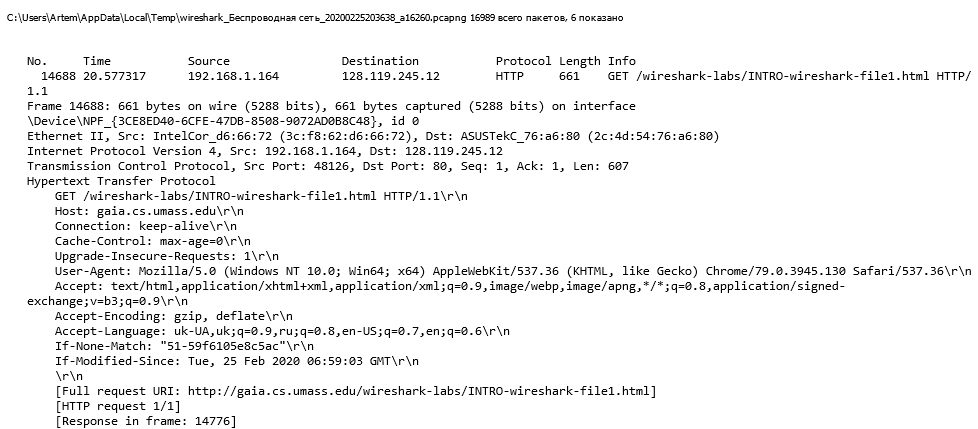 C:\Users\Artem\AppData\Local\Temp\wireshark_Беспроводная сеть_20200225203638_a16260.pcapng 16989 всего пакетов, 6 показано
No. Time Source Destination Protocol Length Info
14688 20.577317 192.168.1.164 128.119.245.12 HTTP 661 GET /wireshark-labs/INTRO-wireshark-file1.html HTTP/
1.1
Frame 14688: 661 bytes on wire (5288 bits), 661 bytes captured (5288 bits) on interface
\Device\NPF_{3CE8ED40-6CFE-47DB-8508-9072AD0B8C48}, id 0
Ethernet II, Src: IntelCor_d6:66:72 (3c:f8:62:d6:66:72), Dst: ASUSTekC_76:a6:80 (2c:4d:54:76:a6:80)
Internet Protocol Version 4, Src: 192.168.1.164, Dst: 128.119.245.12
Transmission Control Protocol, Src Port: 48126, Dst Port: 80, Seq: 1, Ack: 1, Len: 607
Hypertext Transfer Protocol
GET /wireshark-labs/INTRO-wireshark-file1.html HTTP/1.1\r\n
Host: gaia.cs.umass.edu\r\n
Connection: keep-alive\r\n
Cache-Control: max-age=0\r\n
Upgrade-Insecure-Requests: 1\r\n
User-Agent: Mozilla/5.0 (Windows NT 10.0; Win64; x64) AppleWebKit/537.36 (KHTML, like Gecko) Chrome/79.0.3945.130 Safari/537.36\r\n
Accept: text/html,application/xhtml+xml,application/xml;q=0.9,image/webp,image/apng,*/*;q=0.8,application/signed-
exchange;v=b3;q=0.9\r\n
Accept-Encoding: gzip, deflate\r\n
Accept-Language: uk-UA,uk;q=0.9,ru;q=0.8,en-US;q=0.7,en;q=0.6\r\n
If-None-Match: "51-59f6105e8c5ac"\r\n
If-Modified-Since: Tue, 25 Feb 2020 06:59:03 GMT\r\n
\r\n
[Full request URI: http://gaia.cs.umass.edu/wireshark-labs/INTRO-wireshark-file1.html]
[HTTP request 1/1]
[Response in frame: 14776]